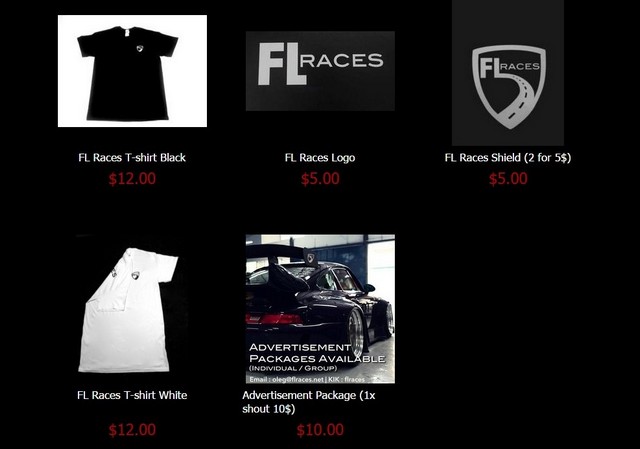 FL RACES
FL RACES
FL Races T-shirt Black
FL Races Logo
FL Races Shield (2 for 5$)
$12.00
$5.00
$5.00
ADVERTISEMENT
PACKAGES AVAILABLE
(INDIVIDUAL / GROUP)
Email : oleg@flraces.net | KIK : flraces
FL Races T-shirt White
Advertisement Package (1x
shout 10$)
$12.00
$10.00